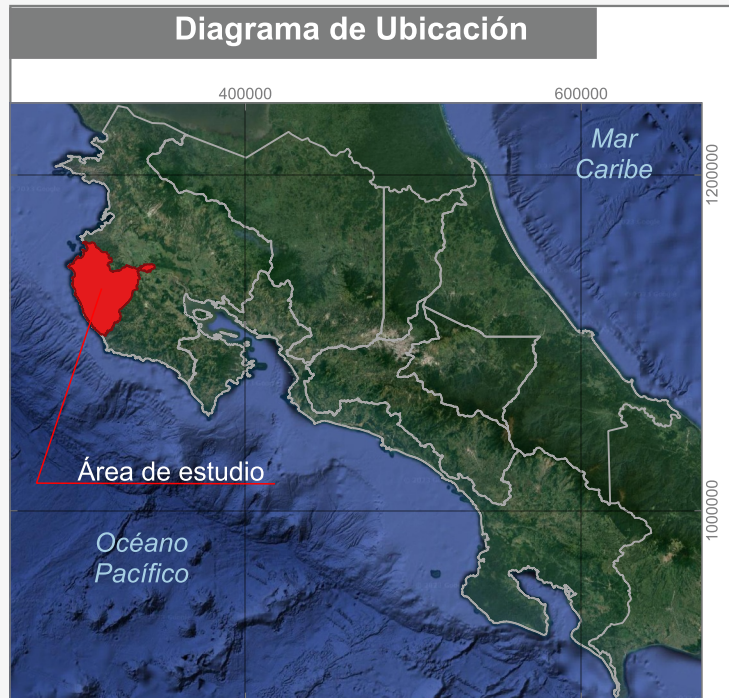 Diagrama de Ubicación
400000
600000
Mar
Caribe
1200000
Área de estudio
1000000
Océano
Pacífico